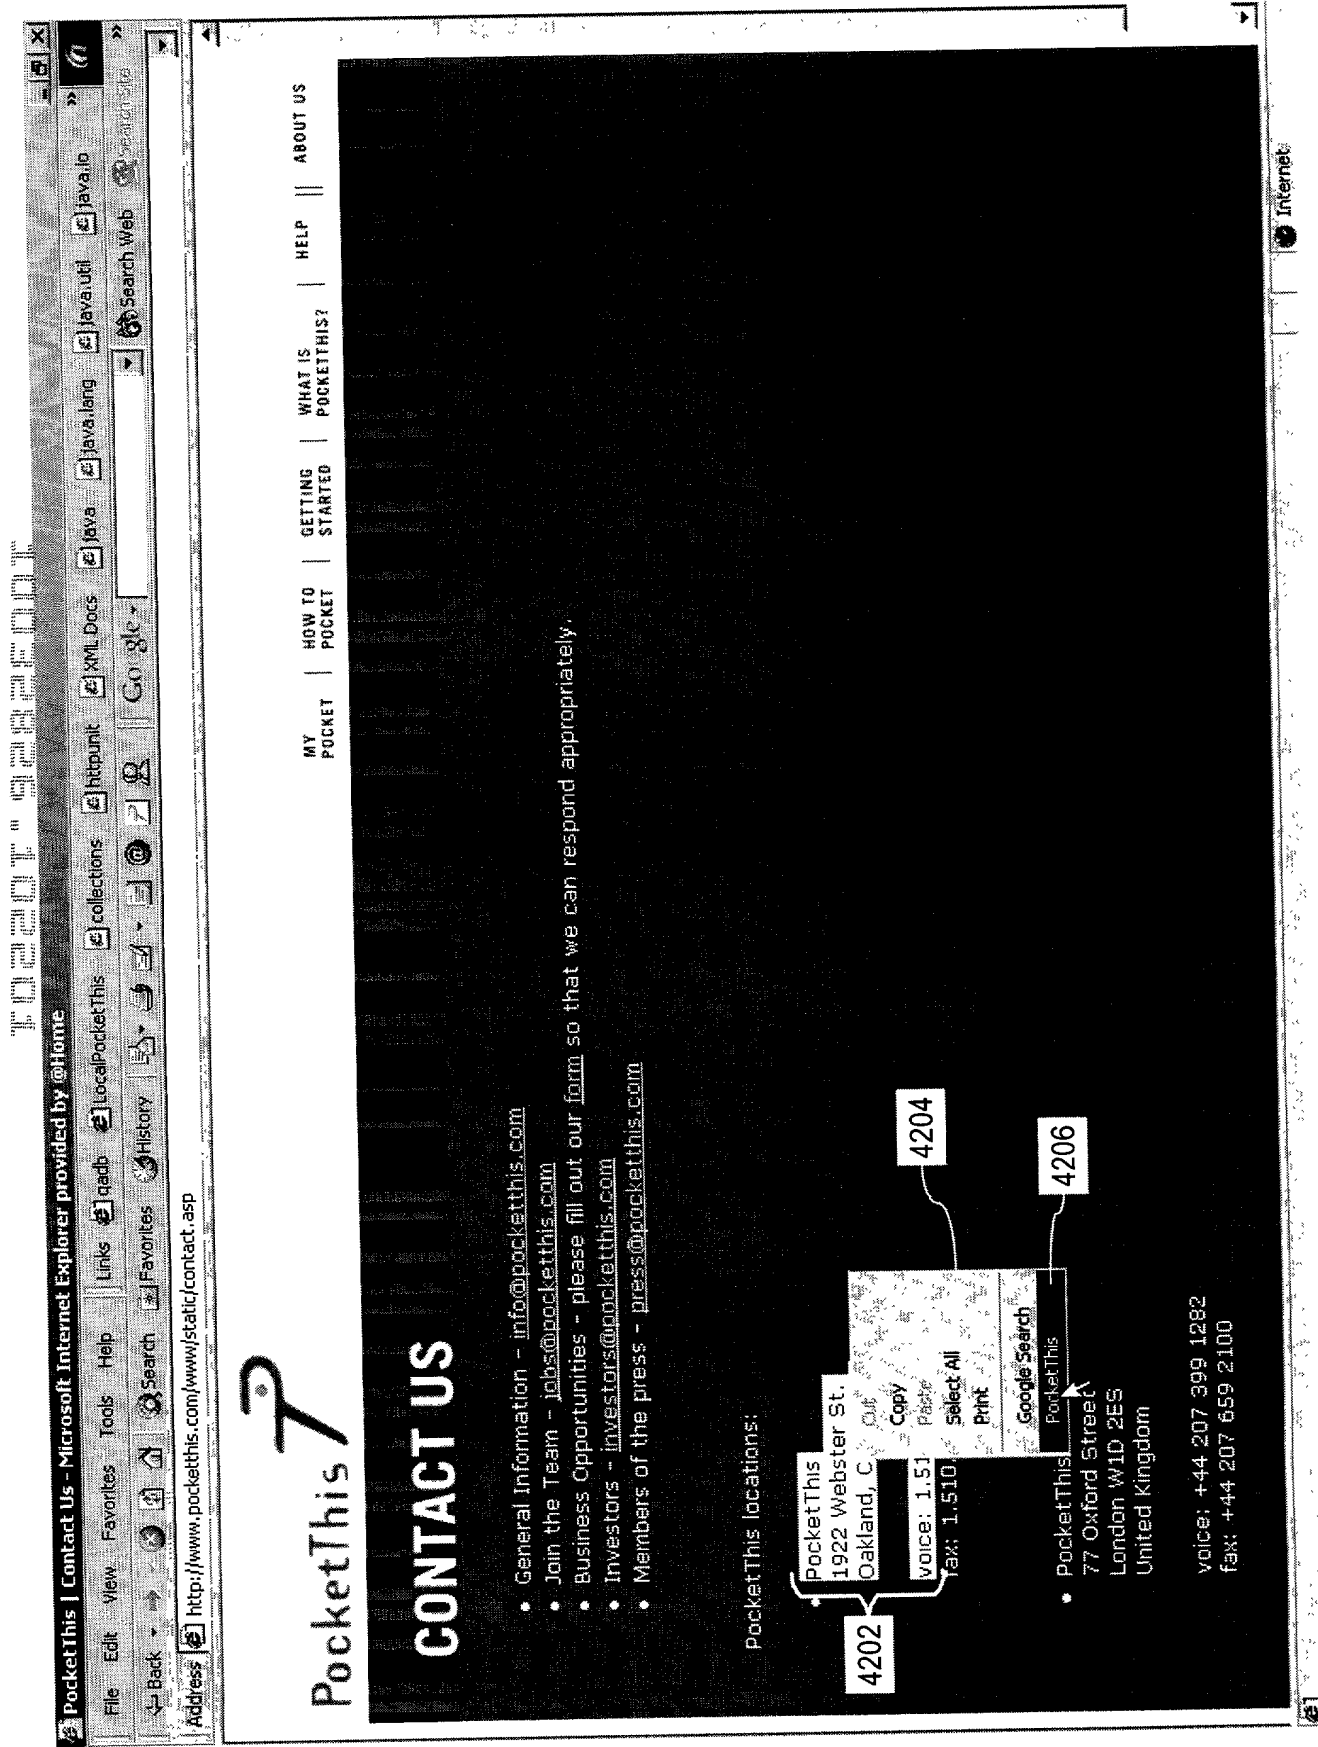 PocketThis | Contact Us - Microsoft Internet Explorer provided by @Home
File Edit View Favorites Tools Help Links qadb LocalPocketThis collections httpunit XML Docs java java.lang java.util java.io »
Back Search Favorites History Google Search Web Search Site »
Address http://www.pocketthis.com/www/static/contact.asp
PocketThis
MY POCKET | HOW TO POCKET | GETTING STARTED | WHAT IS POCKETTHIS? | HELP || ABOUT US
CONTACT US
• General Information - info@pocketthis.com
• Join the Team - jobs@pocketthis.com
• Business Opportunities - please fill out our form so that we can respond appropriately.
• Investors - investors@pocketthis.com
• Members of the press - press@pocketthis.com
PocketThis locations:
• PocketThis
1922 Webster St.
Oakland, C
voice: 1.51
fax: 1.510.
4202
Cut
Copy
Paste
Select All
Print
Google Search
PocketThis
4204
4206
• PocketThis
77 Oxford Street
London W1D 2ES
United Kingdom
voice: +44 207 399 1282
fax: +44 207 659 2100
Internet